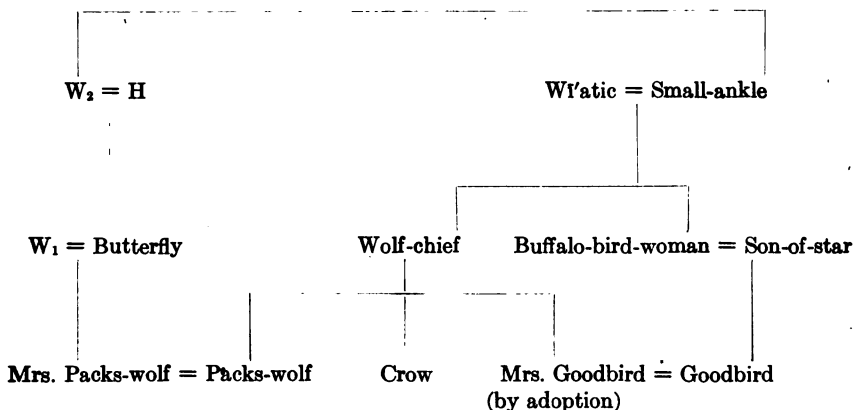 W₂ = H Wī′atic = Small-ankle
W₁ = Butterfly Wolf-chief Buffalo-bird-woman = Son-of-star
Mrs. Packs-wolf = Packs-wolf Crow Mrs. Goodbird = Goodbird
(by adoption)